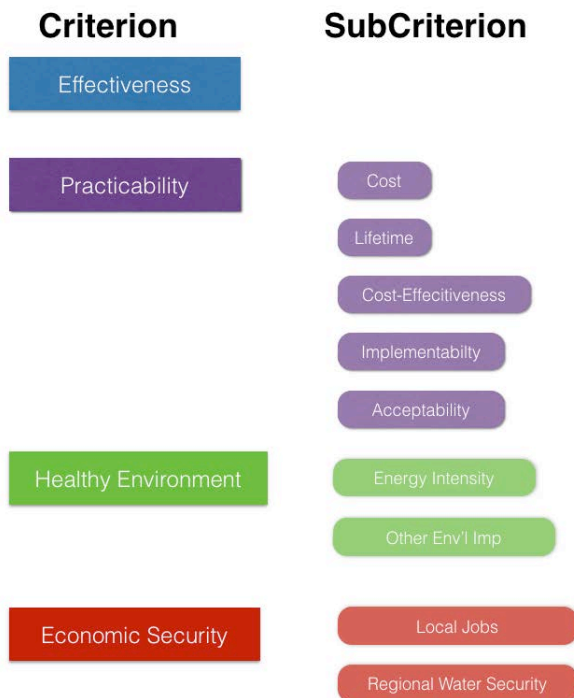 Criterion SubCriterion
Effectiveness
Practicability Cost
Lifetime
Cost-Effecitiveness
Implementabilty
Acceptability
Healthy Environment Energy Intensity
Other Env'l Imp
Economic Security Local Jobs
Regional Water Security